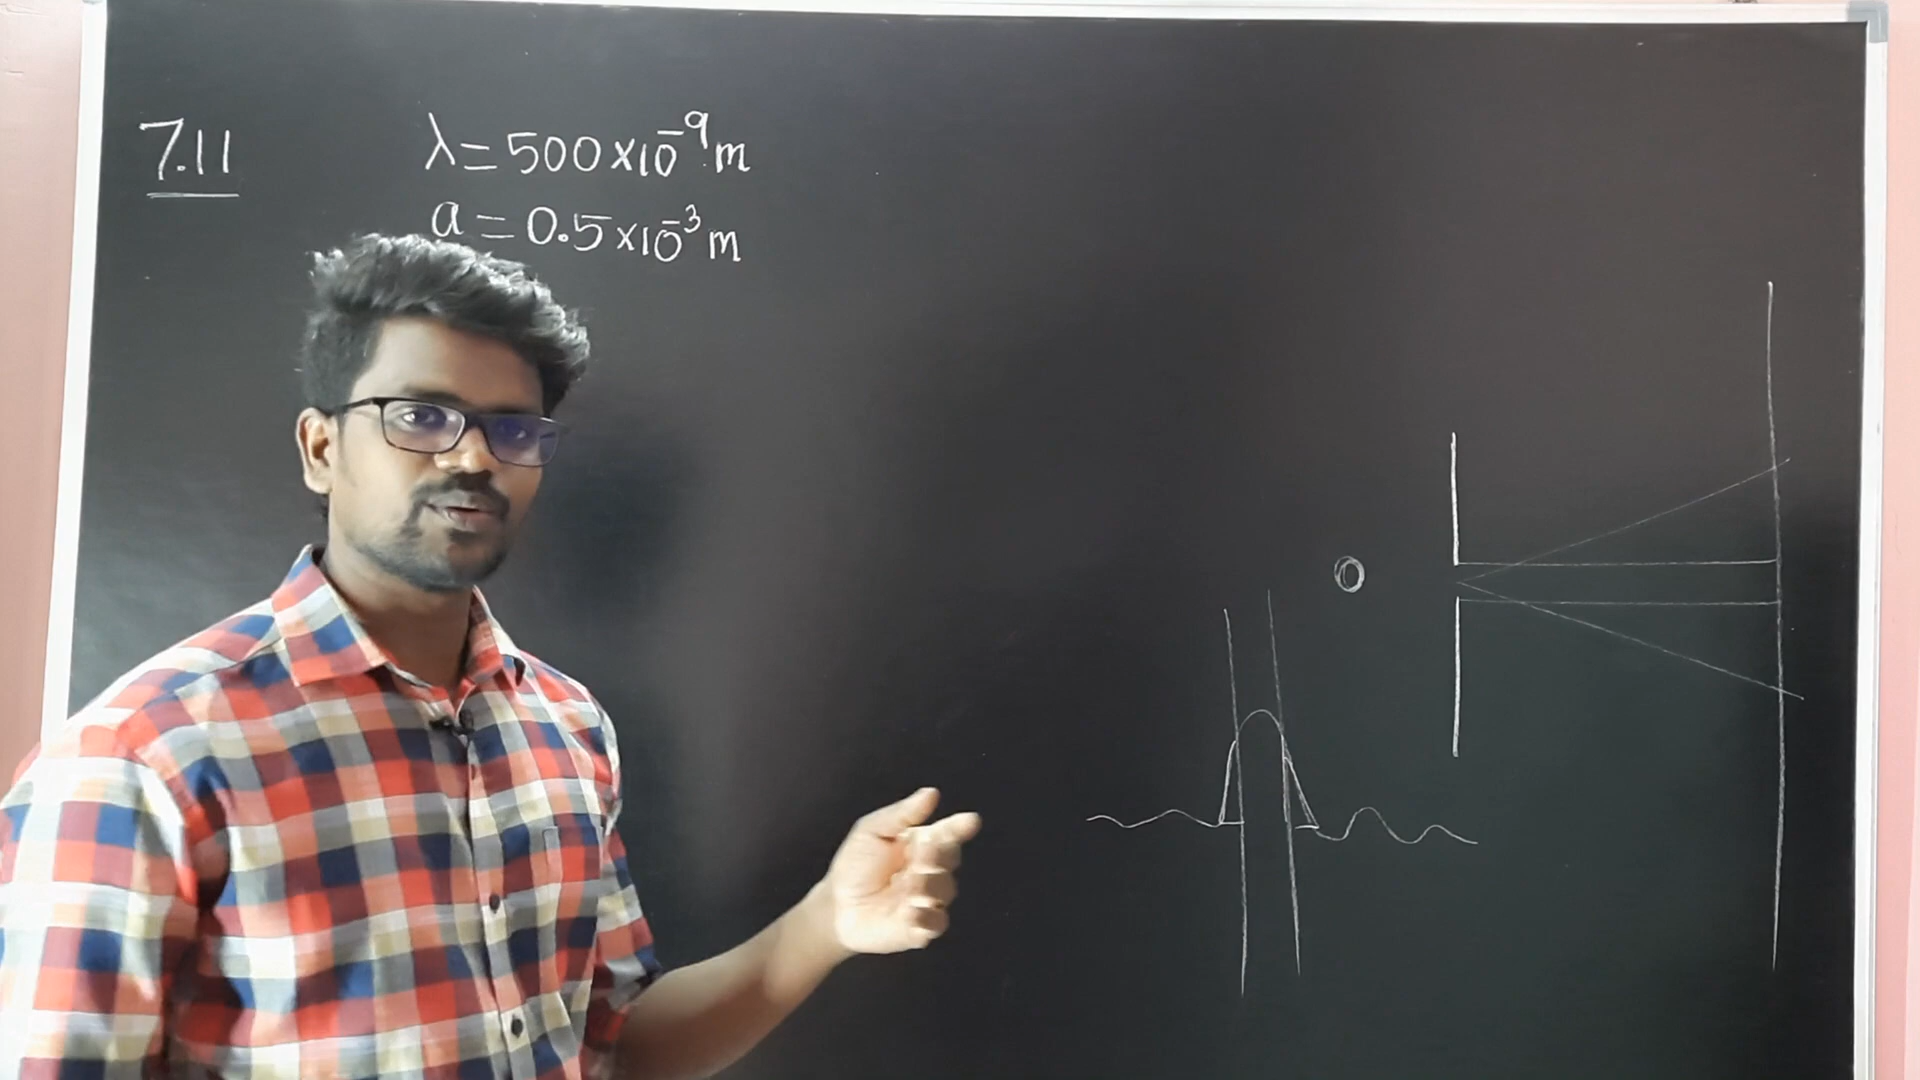 7.11
λ = 500 × 10⁻⁹ m
a = 0.5 × 10⁻³ m